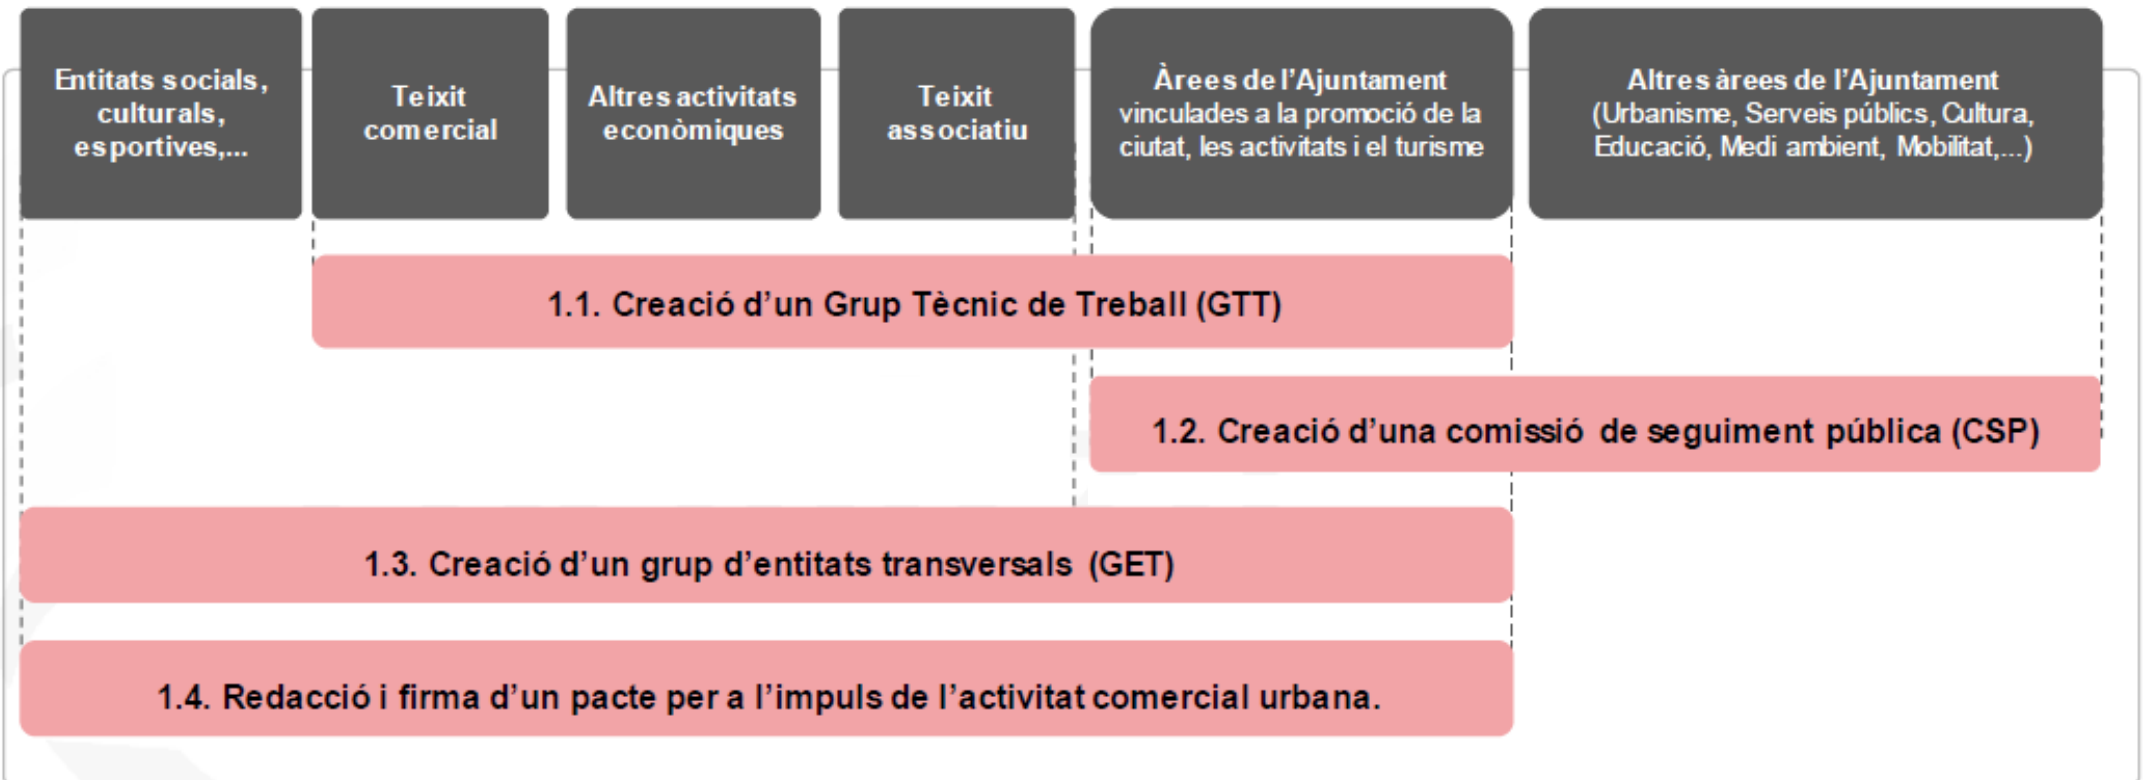 Entitats socials,
culturals,
esportives,...
Teixit
comercial
Altres activitats
econòmiques
Teixit
associatiu
Àrees de l’Ajuntament
vinculades a la promoció de la
ciutat, les activitats i el turisme
Altres àrees de l’Ajuntament
(Urbanisme, Serveis públics, Cultura,
Educació, Medi ambient, Mobilitat,...)
1.1. Creació d’un Grup Tècnic de Treball (GTT)
1.2. Creació d’una comissió de seguiment pública (CSP)
1.3. Creació d’un grup d’entitats transversals (GET)
1.4. Redacció i firma d’un pacte per a l’impuls de l’activitat comercial urbana.